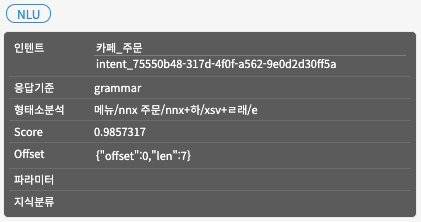 NLU
인텐트 카페_주문
intent_75550b48-317d-4f0f-a562-9e0d2d30ff5a
응답기준 grammar
형태소분석 메뉴/nnx 주문/nnx+하/xsv+ㄹ래/e
Score 0.9857317
Offset {"offset":0,"len":7}
파라미터
지식분류